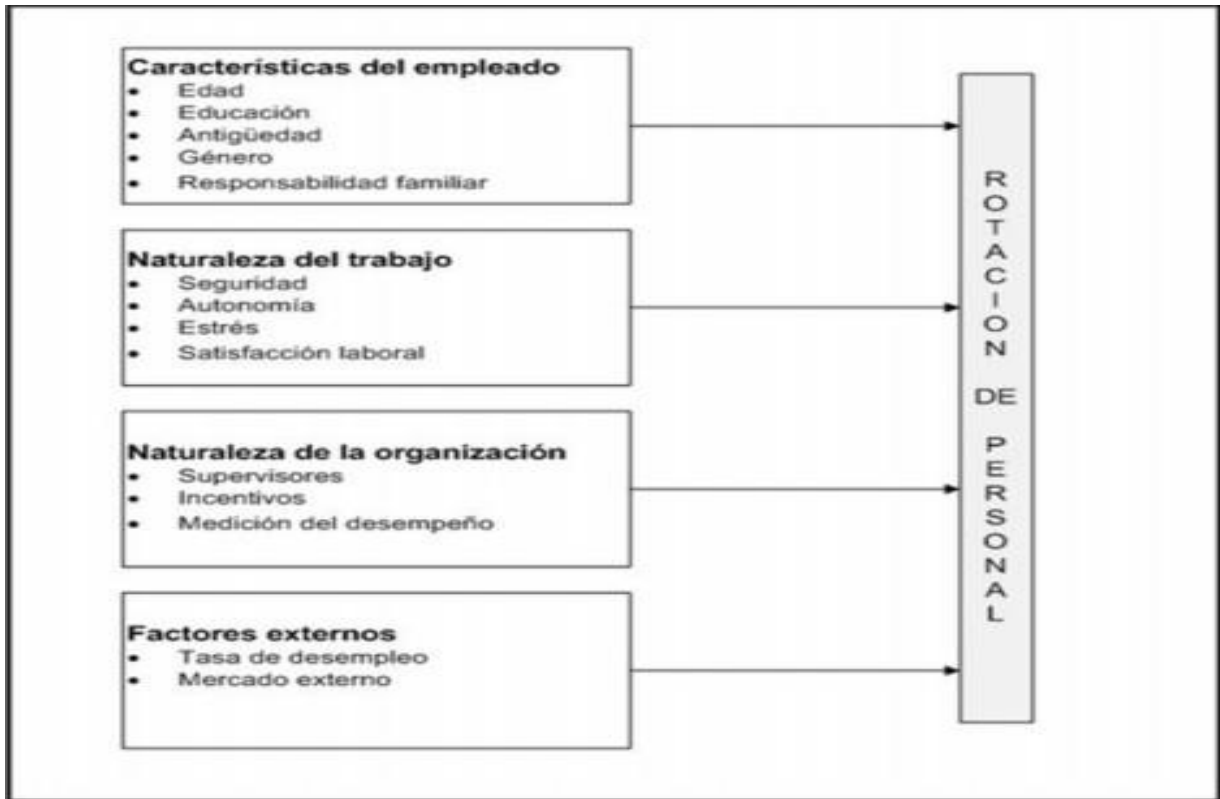 Características del empleado
• Edad
• Educación
• Antigüedad
• Género
• Responsabilidad familiar
Naturaleza del trabajo
• Seguridad
• Autonomía
• Estrés
• Satisfacción laboral
Naturaleza de la organización
• Supervisores
• Incentivos
• Medición del desempeño
Factores externos
• Tasa de desempleo
• Mercado externo
ROTACION DE PERSONAL